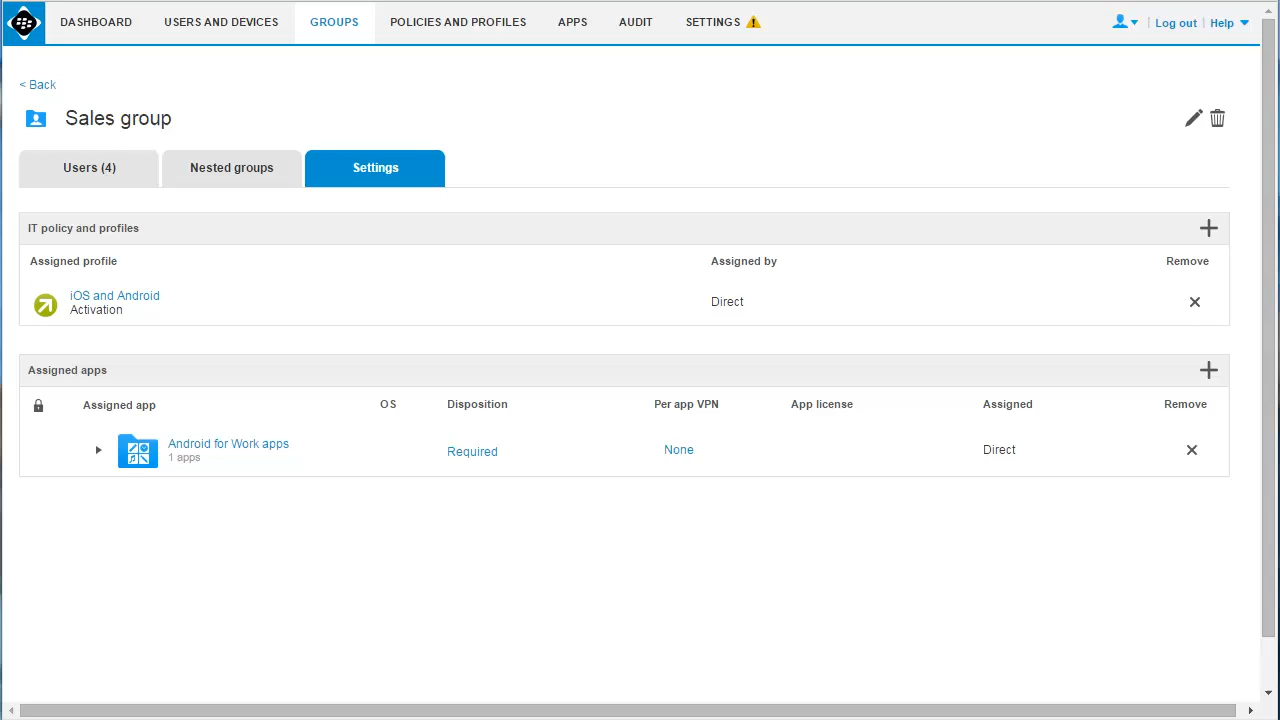 DASHBOARD USERS AND DEVICES GROUPS POLICIES AND PROFILES APPS AUDIT SETTINGS Log out Help
< Back
Sales group
Users (4) Nested groups Settings
IT policy and profiles
Assigned profile Assigned by Remove
iOS and Android
Activation Direct
Assigned apps
Assigned app OS Disposition Per app VPN App license Assigned Remove
Android for Work apps Required None Direct
1 apps